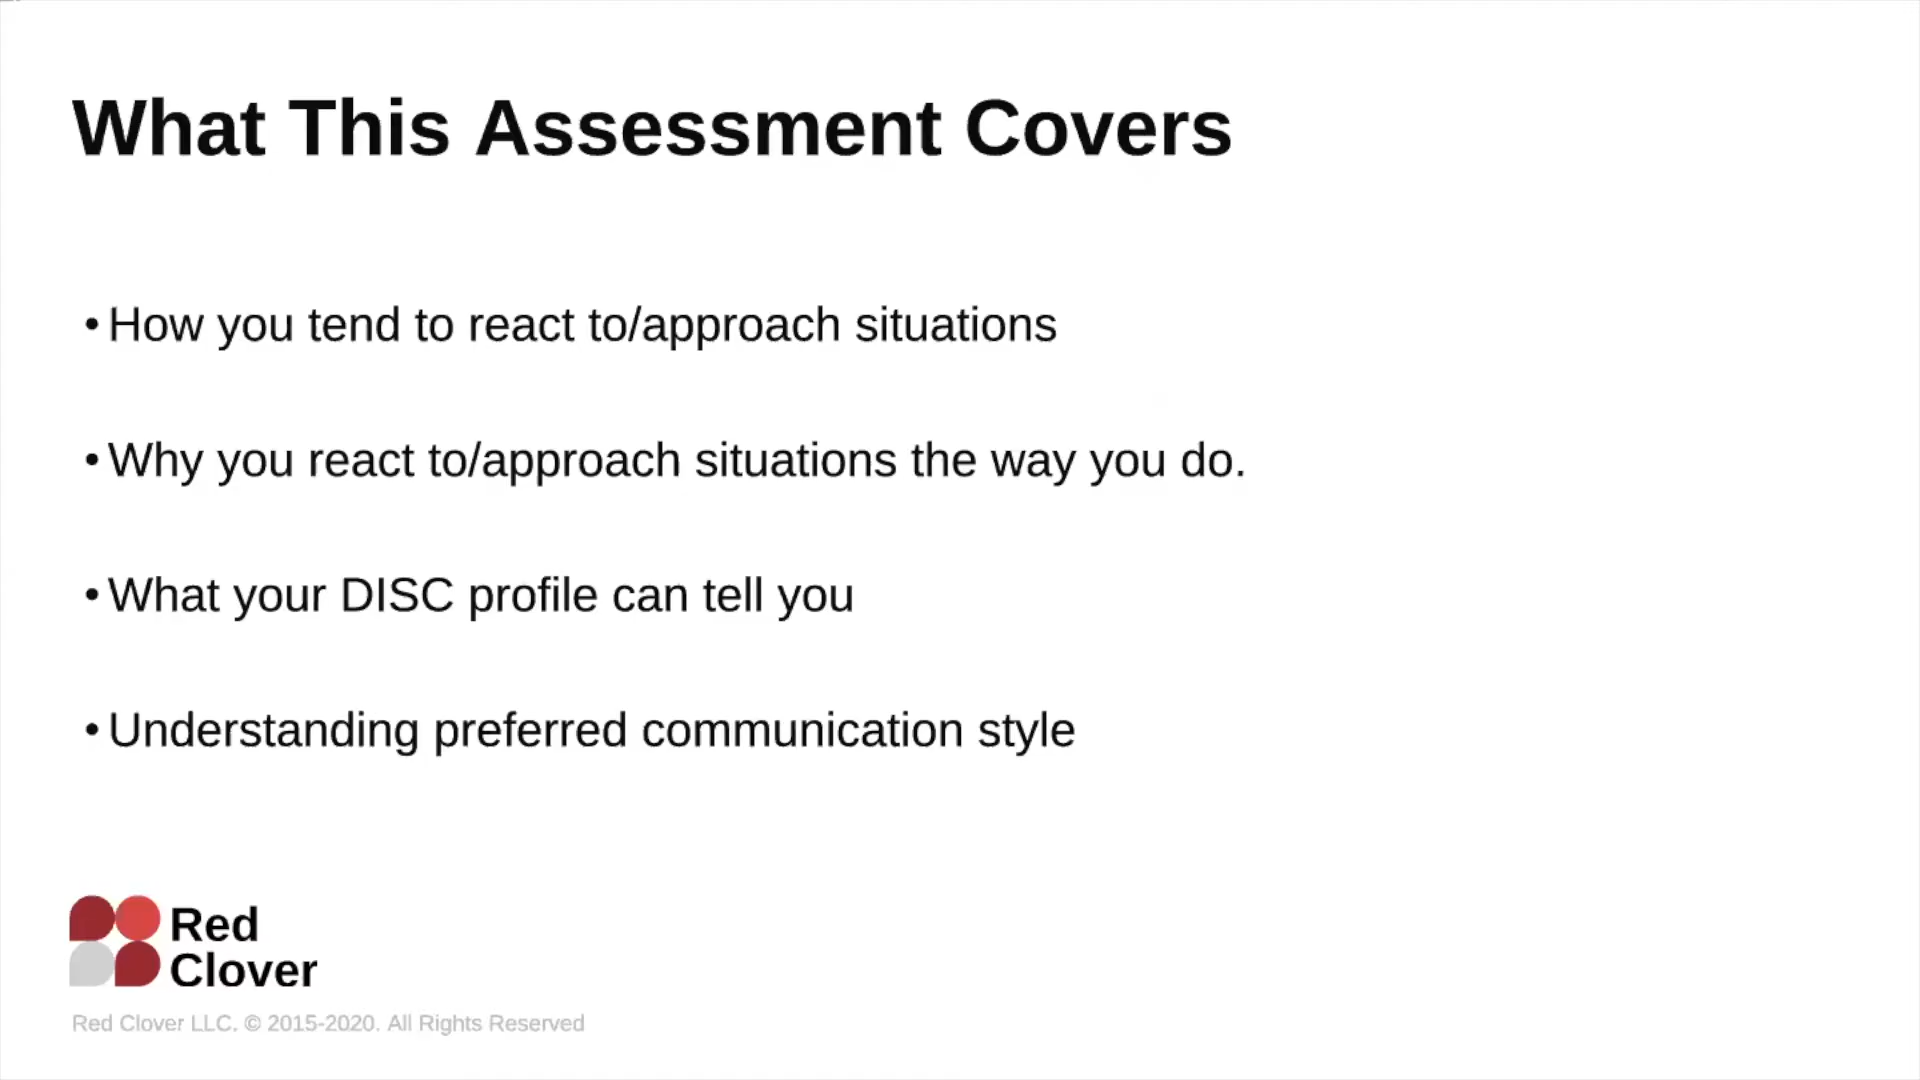 What This Assessment Covers
• How you tend to react to/approach situations
• Why you react to/approach situations the way you do.
• What your DISC profile can tell you
• Understanding preferred communication style
Red
Clover
Red Clover LLC. © 2015-2020. All Rights Reserved